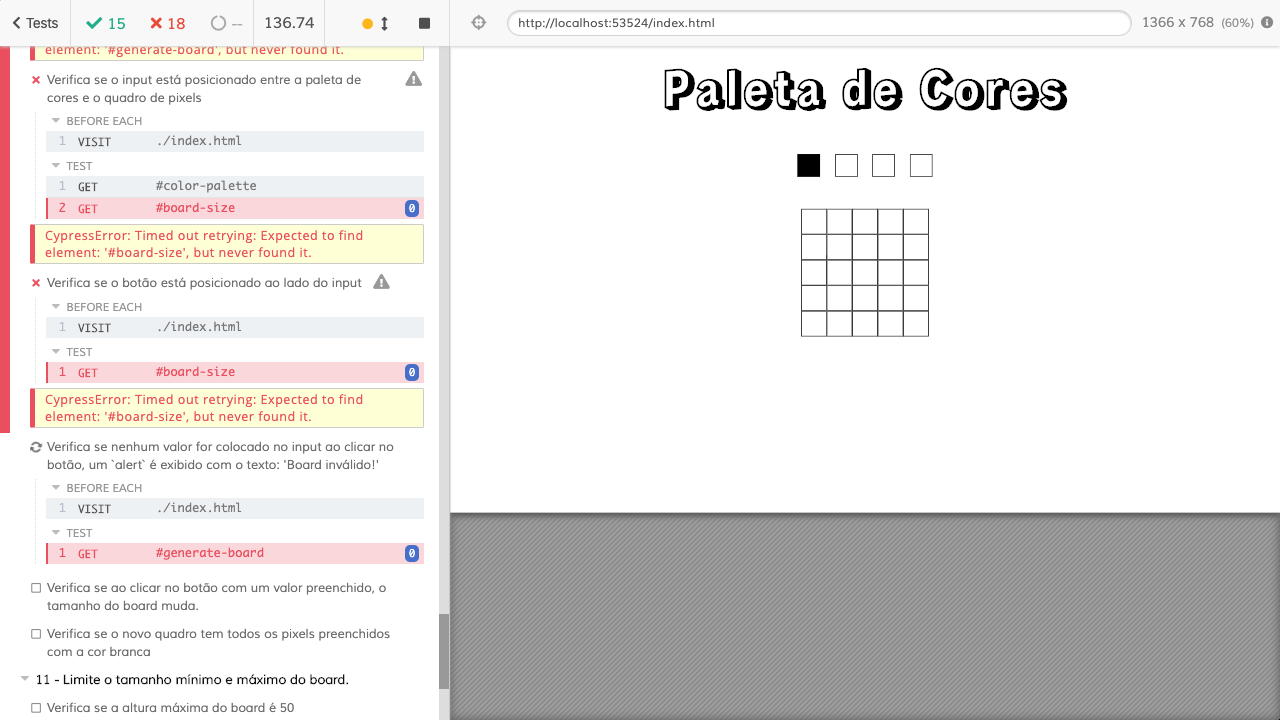 Tests 15 18 -- 136.74
http://localhost:53524/index.html 1366 x 768 (60%)
element: '#generate-board', but never found it.
Verifica se o input está posicionado entre a paleta de
cores e o quadro de pixels
BEFORE EACH
1 VISIT ./index.html
TEST
1 GET #color-palette
2 GET #board-size 0
CypressError: Timed out retrying: Expected to find
element: '#board-size', but never found it.
Verifica se o botão está posicionado ao lado do input
BEFORE EACH
1 VISIT ./index.html
TEST
1 GET #board-size 0
CypressError: Timed out retrying: Expected to find
element: '#board-size', but never found it.
Verifica se nenhum valor for colocado no input ao clicar no
botão, um `alert` é exibido com o texto: 'Board inválido!'
BEFORE EACH
1 VISIT ./index.html
TEST
1 GET #generate-board 0
Verifica se ao clicar no botão com um valor preenchido, o
tamanho do board muda.
Verifica se o novo quadro tem todos os pixels preenchidos
com a cor branca
11 - Limite o tamanho mínimo e máximo do board.
Verifica se a altura máxima do board é 50
Paleta de Cores